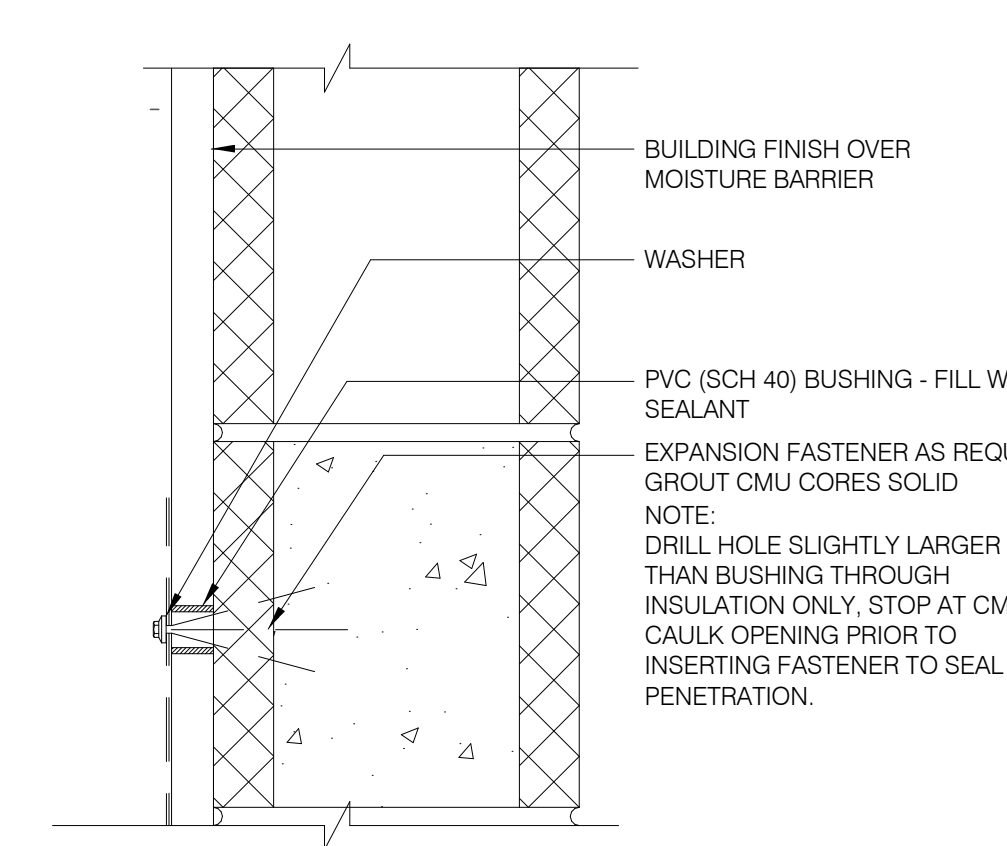 BUILDING FINISH OVER
MOISTURE BARRIER
WASHER
PVC (SCH 40) BUSHING - FILL
SEALANT
EXPANSION FASTENER AS
GROUT CMU CORES SOLID
NOTE:
DRILL HOLE SLIGHTLY LARGER
THAN BUSHING THROUGH
INSULATION ONLY, STOP AT
CAULK OPENING PRIOR TO
INSERTING FASTENER TO SEAL
PENETRATION.